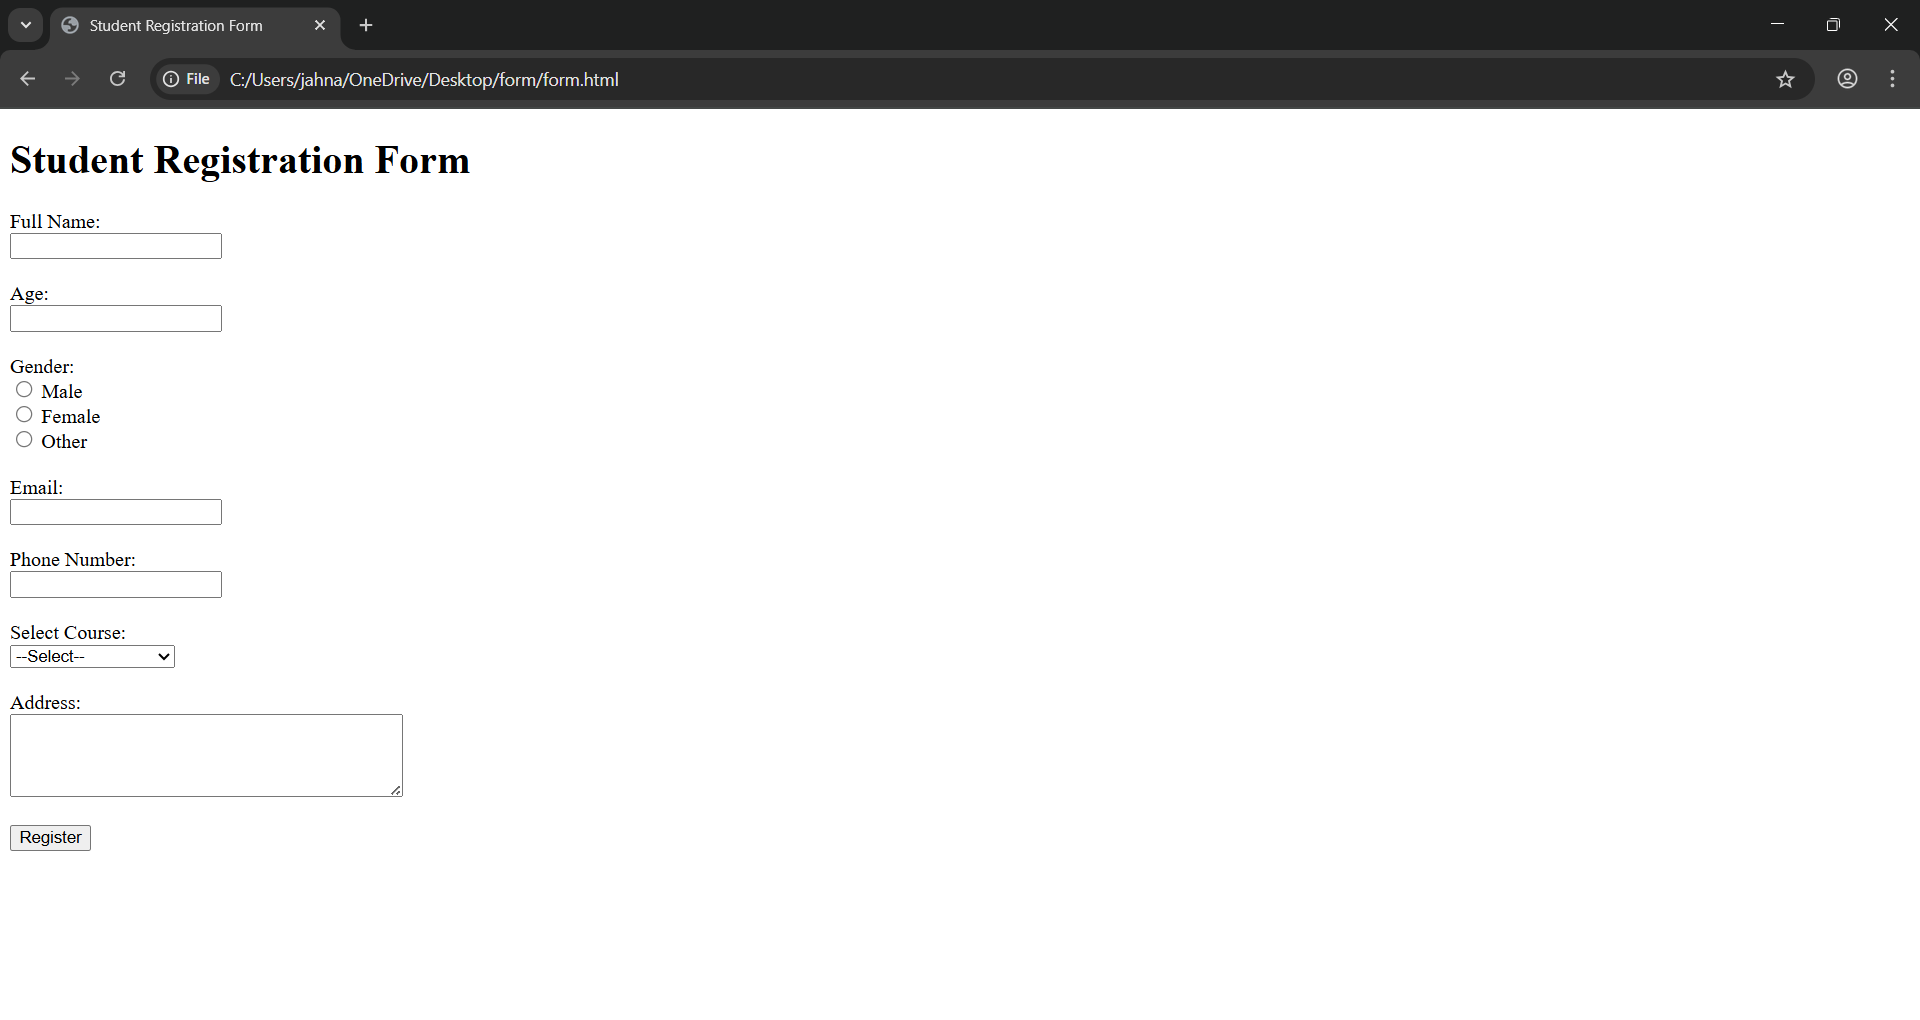 Student Registration Form
File C:/Users/jahna/OneDrive/Desktop/form/form.html
Student Registration Form
Full Name:
Age:
Gender:
Male
Female
Other
Email:
Phone Number:
Select Course:
--Select--
Address:
Register